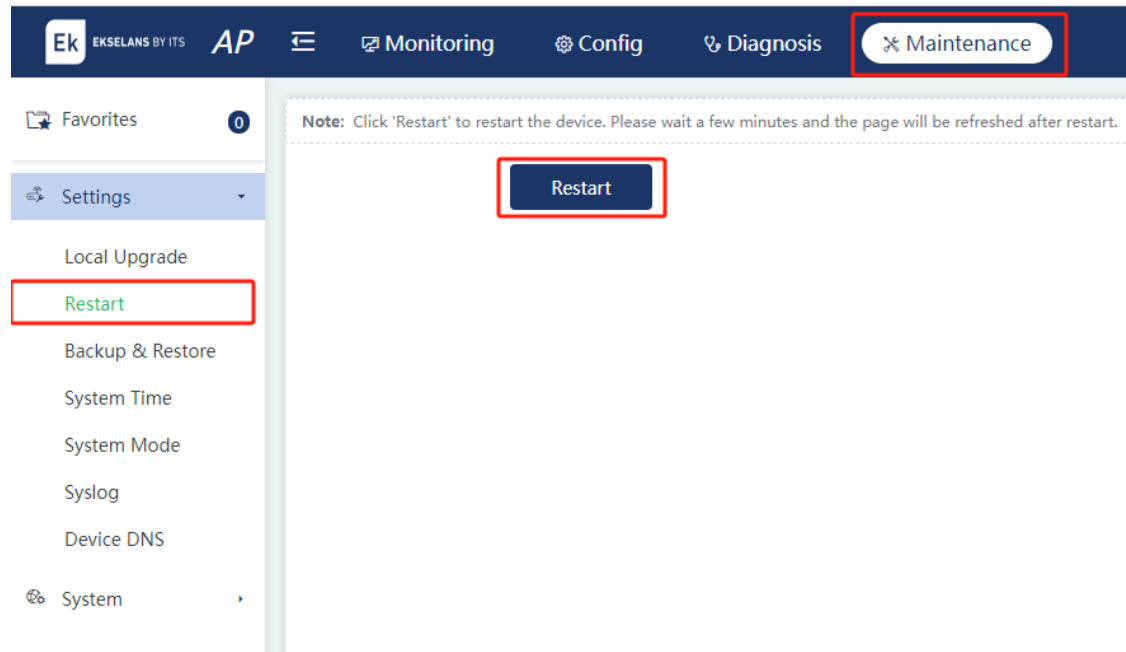 Ek EKSELANS BY ITS AP Monitoring Config Diagnosis Maintenance
Favorites 0
Note: Click 'Restart' to restart the device. Please wait a few minutes and the page will be refreshed after restart.
Restart
Settings
Local Upgrade
Restart
Backup & Restore
System Time
System Mode
Syslog
Device DNS
System